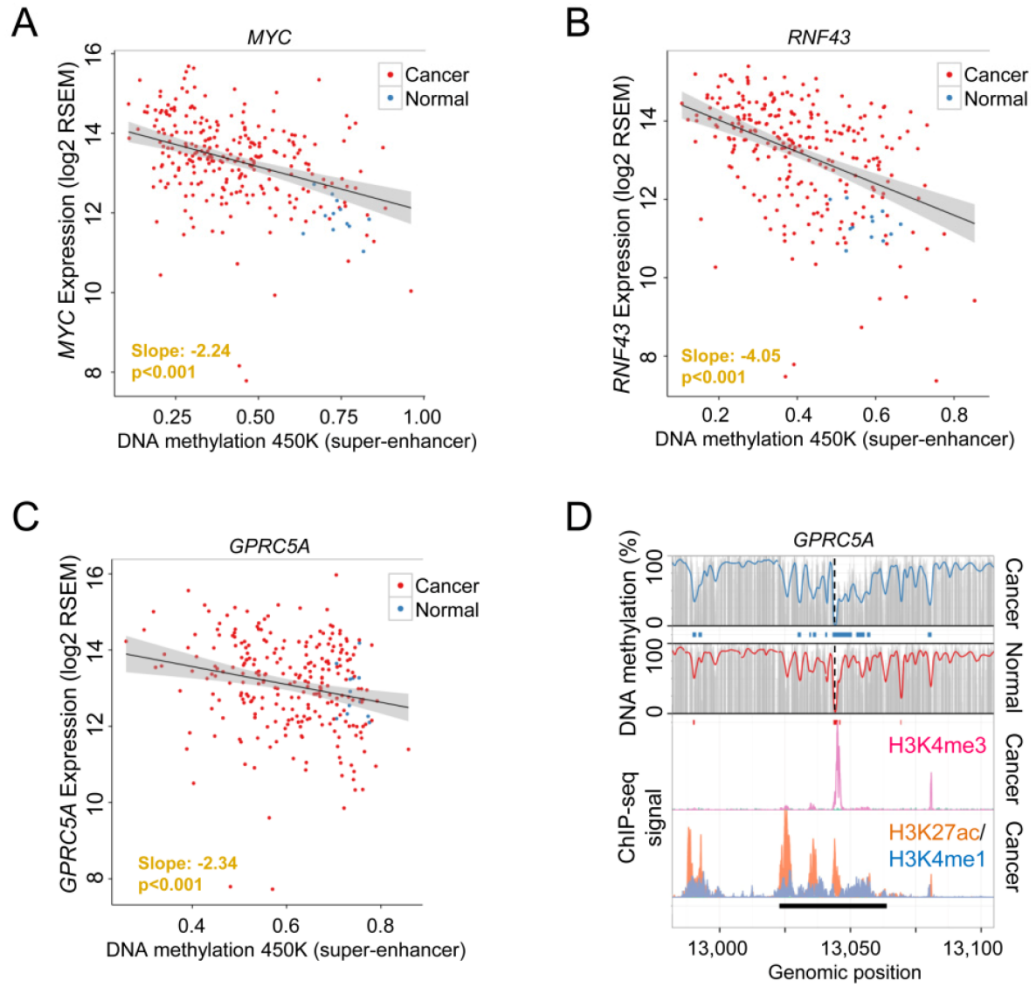 A
MYC
MYC Expression (log2 RSEM)
16
14
12
10
8
Cancer
Normal
Slope: -2.24
p<0.001
0.25 0.50 0.75 1.00
DNA methylation 450K (super-enhancer)
B
RNF43
RNF43 Expression (log2 RSEM)
14
12
10
8
Cancer
Normal
Slope: -4.05
p<0.001
0.2 0.4 0.6 0.8
DNA methylation 450K (super-enhancer)
C
GPRC5A
GPRC5A Expression (log2 RSEM)
16
14
12
10
8
Cancer
Normal
Slope: -2.34
p<0.001
0.4 0.6 0.8
DNA methylation 450K (super-enhancer)
D
GPRC5A
DNA methylation (%)
100
0
Cancer
100
0
Normal
ChIP-seq
signal
H3K4me3
Cancer
H3K27ac/
H3K4me1
Cancer
13,000 13,050 13,100
Genomic position